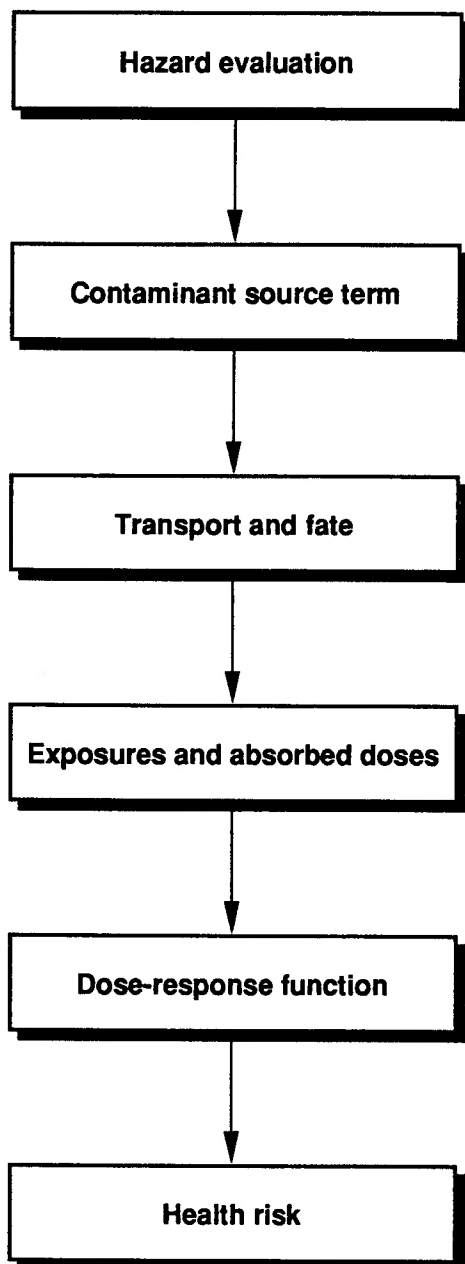 Hazard evaluation
Contaminant source term
Transport and fate
Exposures and absorbed doses
Dose-response function
Health risk